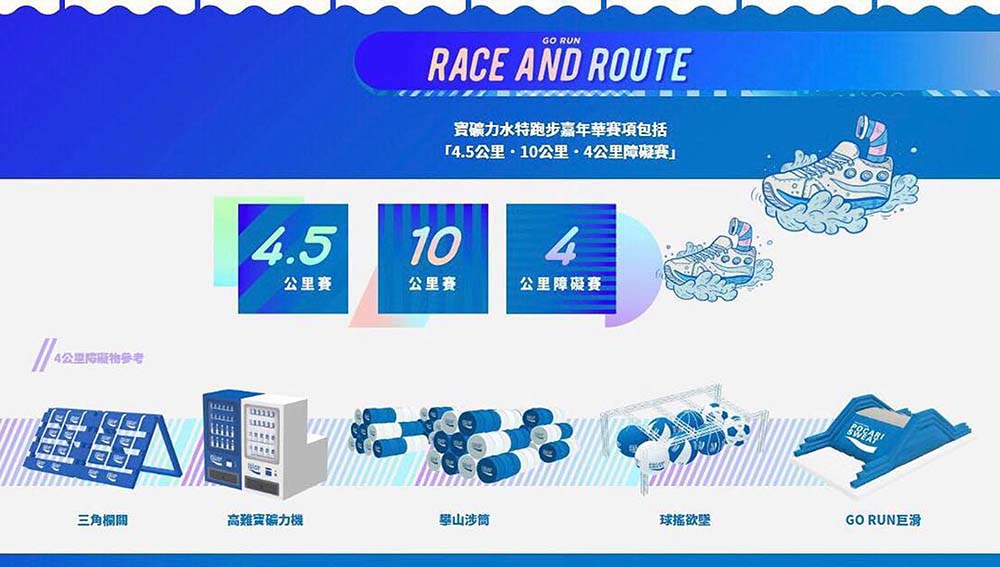 GO RUN
RACE AND ROUTE
寶礦力水特跑步嘉年華賽項包括
「4.5公里・10公里・4公里障礙賽」
4.5
公里賽
10
公里賽
4
公里障礙賽
4公里障礙物參考
POCARI
SWEAT
三角欄關
高難寶礦力機
攀山涉筒
球搖欲墜
GO RUN巨滑